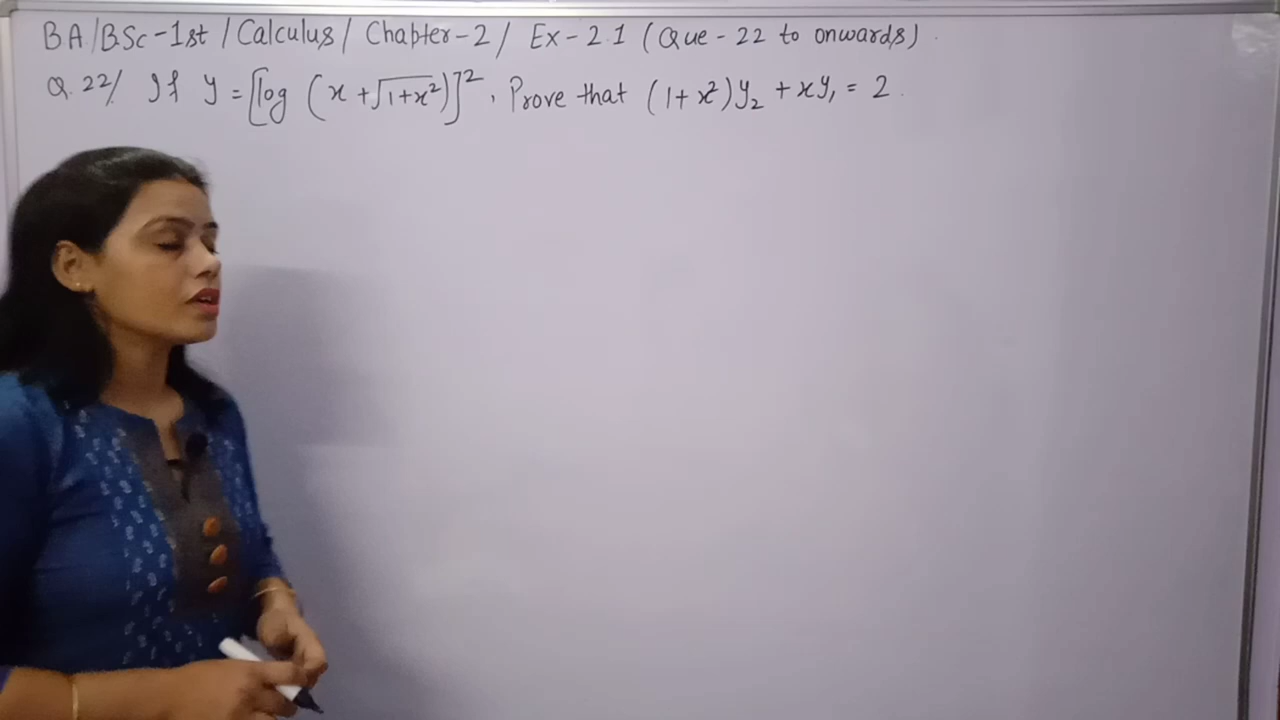 BA/BSc-1st / Calculus / Chapter-2 / Ex-2.1 (Que-22 to onwards).
Q.22/ If y = [log (x + √1+x²)]², Prove that (1+x²)y₂ + xy₁ = 2.